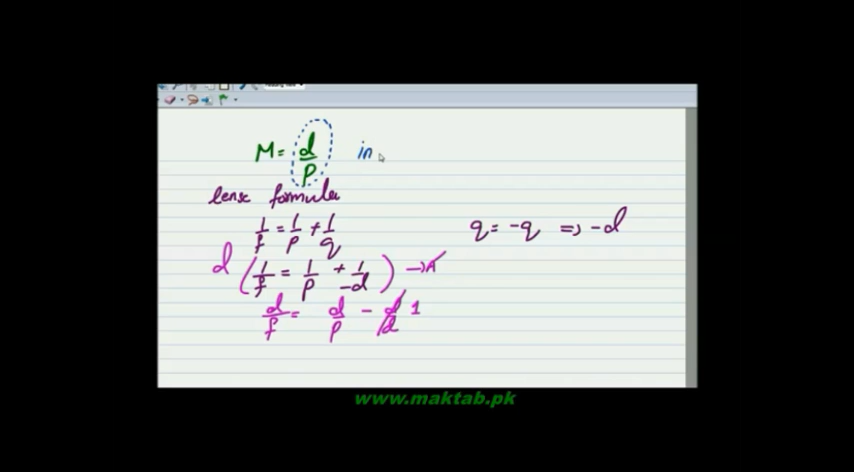 M = d/p in
lense formula
1/f = 1/p + 1/q q = -q => -d
d (1/f = 1/p + 1/-d) → A
d/f = d/p - d/d 1
www.maktab.pk